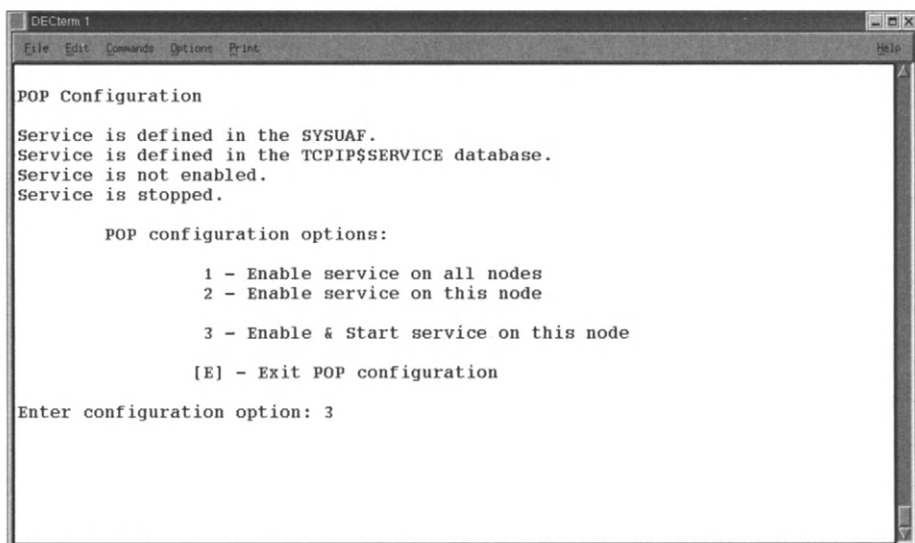 DECterm 1
File Edit Commands Options Print Help
POP Configuration
Service is defined in the SYSUAF.
Service is defined in the TCPIP$SERVICE database.
Service is not enabled.
Service is stopped.
POP configuration options:
1 - Enable service on all nodes
2 - Enable service on this node
3 - Enable & Start service on this node
[E] - Exit POP configuration
Enter configuration option: 3